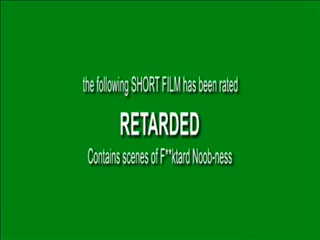 the following SHORT FILM has been rated
RETARDED
Contains scenes of F**ktard Noob-ness